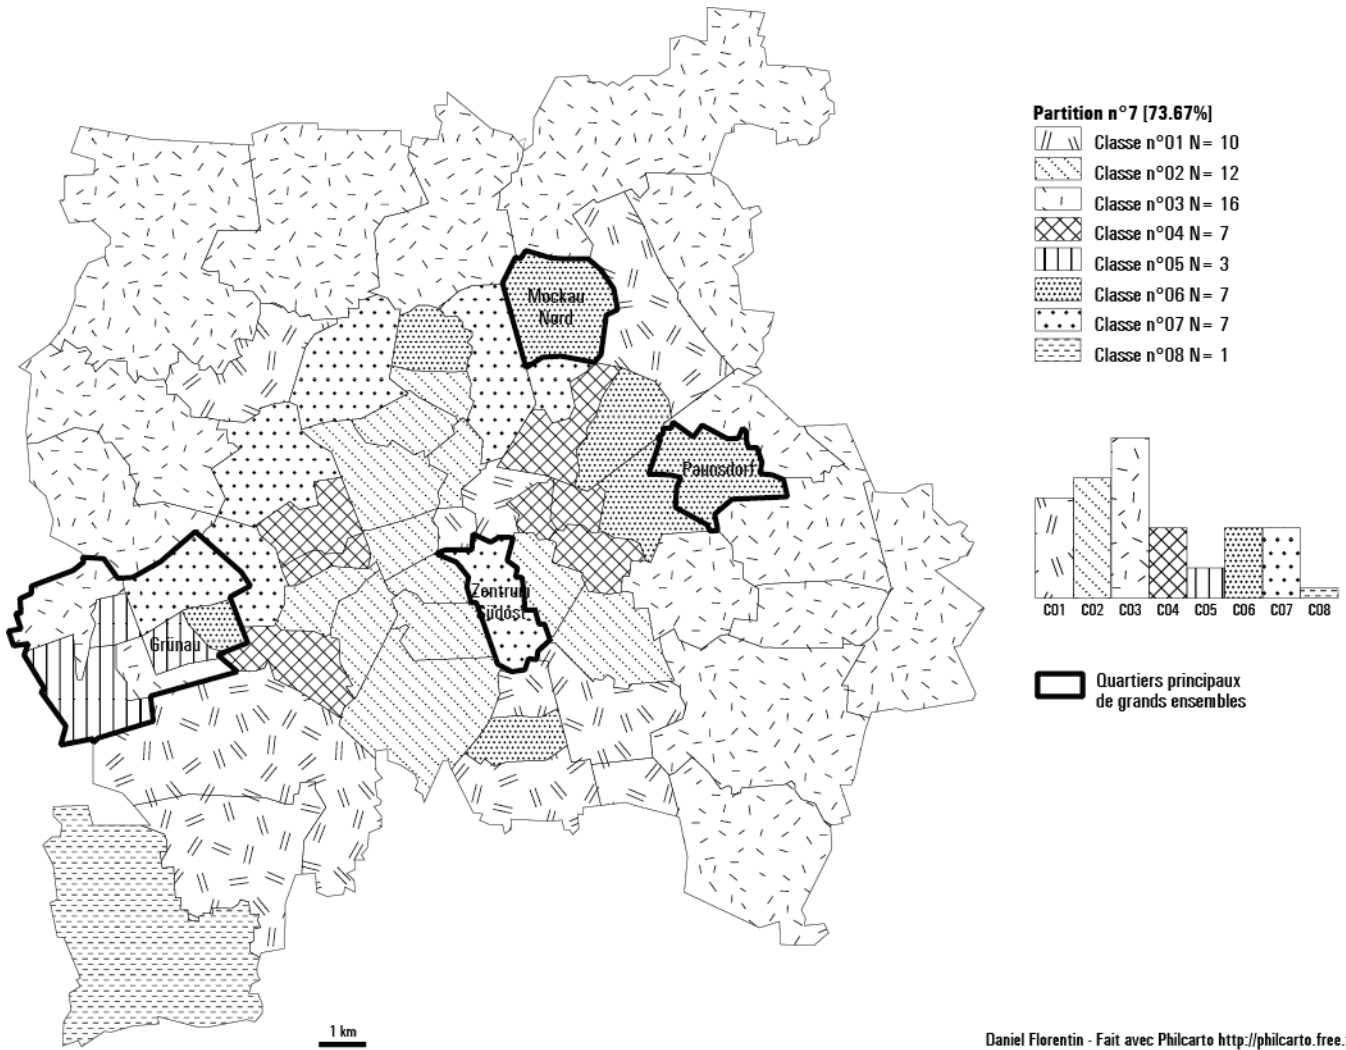 Partition n°7 [73.67%]
Classe n°01 N= 10
Classe n°02 N= 12
Classe n°03 N= 16
Classe n°04 N= 7
Classe n°05 N= 3
Classe n°06 N= 7
Classe n°07 N= 7
Classe n°08 N= 1
Mockau
Nord
Paunsdorf
Zentrum
Südost
Grünau
C01 C02 C03 C04 C05 C06 C07 C08
Quartiers principaux
de grands ensembles
1 km
Daniel Florentin - Fait avec Philcarto http://philcarto.free.